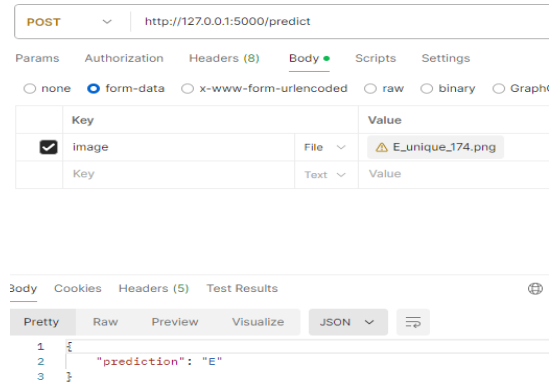 POST http://127.0.0.1:5000/predict
Params Authorization Headers (8) Body Scripts Settings
none form-data x-www-form-urlencoded raw binary GraphQ
Key Value
image File E_unique_174.png
Key Text Value
Body Cookies Headers (5) Test Results
Pretty Raw Preview Visualize JSON
1 {
2 "prediction": "E"
3 }